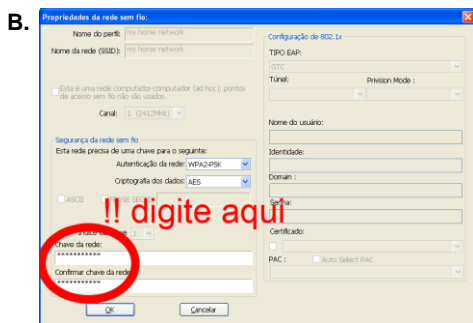 B.
Propriedades da rede sem fio:
Nome do perfil: my home network
Nome da rede (SSID): my home network
Esta é uma rede computador-computador (ad hoc); pontos
de acesso sem fio não são usados.
Canal: 1 (2412MHz)
Segurança da rede sem fio
Esta rede precisa de uma chave para o seguinte:
Autenticação da rede: WPA2-PSK
Criptografia dos dados: AES
ASCII
!! digite aqui
1
Chave da rede:
***********
Confirmar chave da rede
***********
OK
Cancelar
Configuração de 802.1x
TIPO EAP:
GTC
Túnel:
Privsion Mode :
Nome do usuário:
Identidade:
Domain :
Senha:
Certificado:
PAC :
Auto Select PAC